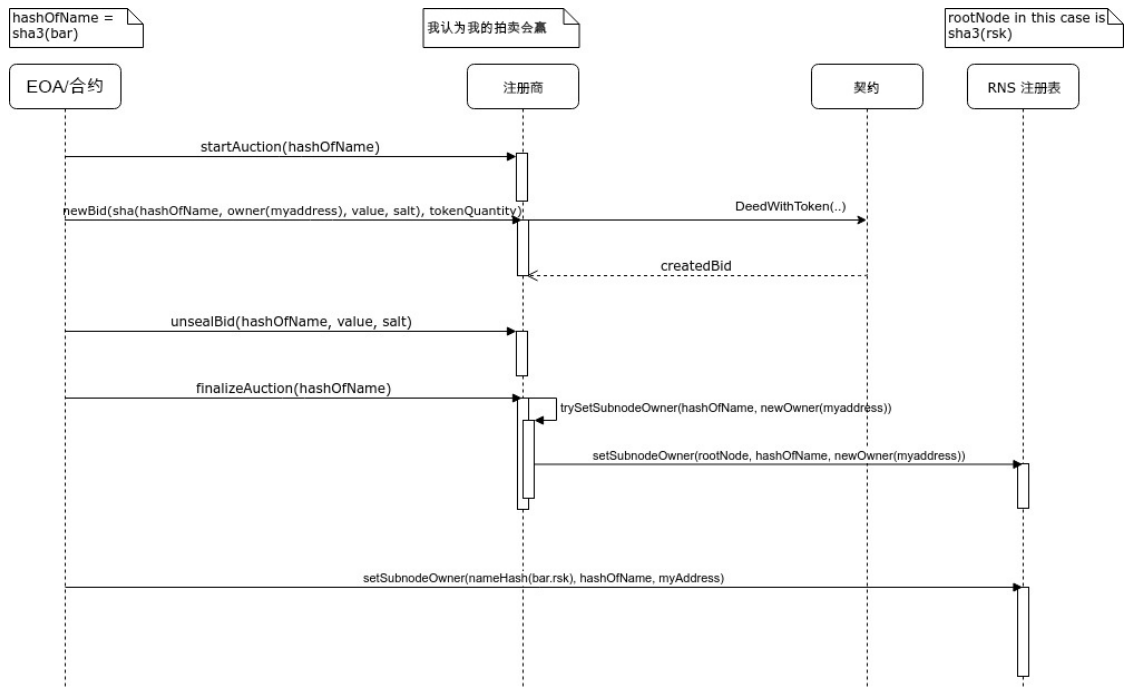 hashOfName =
sha3(bar)
我认为我的拍卖会赢
rootNode in this case is
sha3(rsk)
EOA/合约
注册商
契约
RNS 注册表
startAuction(hashOfName)
newBid(sha(hashOfName, owner(myaddress), value, salt), tokenQuantity)
DeedWithToken(..)
createdBid
unsealBid(hashOfName, value, salt)
finalizeAuction(hashOfName)
trySetSubnodeOwner(hashOfName, newOwner(myaddress))
setSubnodeOwner(rootNode, hashOfName, newOwner(myaddress))
setSubnodeOwner(nameHash(bar.rsk), hashOfName, myAddress)